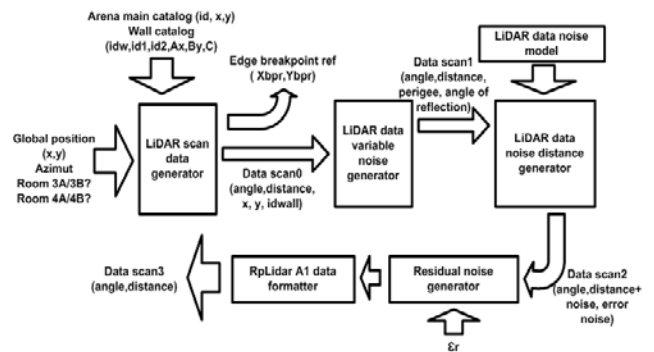 Arena main catalog (id, x,y)
Wall catalog
(idw,id1,id2,Ax,By,C)
Edge breakpoint ref
( Xbpr,Ybpr)
Data scan1
(angle,distance,
perigee, angle of
reflection)
LiDAR data noise
model
Global position
(x,y)
Azimut
Room 3A/3B?
Room 4A/4B?
LiDAR scan
data
generator
Data scan0
(angle,distance,
x, y, idwall)
LiDAR data
variable
noise
generator
LiDAR data
noise distance
generator
Data scan3
(angle,distance)
RpLidar A1 data
formatter
Residual noise
generator
Data scan2
(angle,distance+
noise, error
noise)
εr